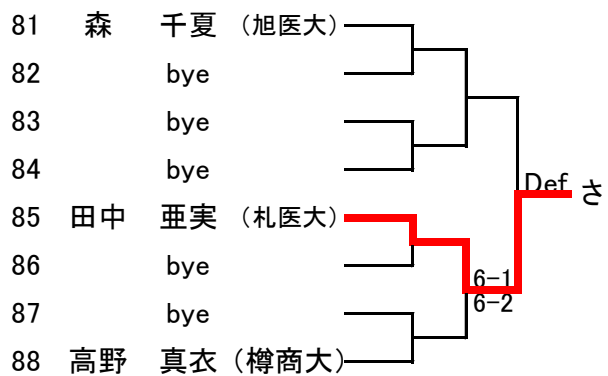 81 森 千夏 (旭医大)
82 bye
83 bye
84 bye
Def
85 田中 亜実 (札医大)
さ
86 bye
6-1
6-2
87 bye
88 高野 真衣 (樽商大)